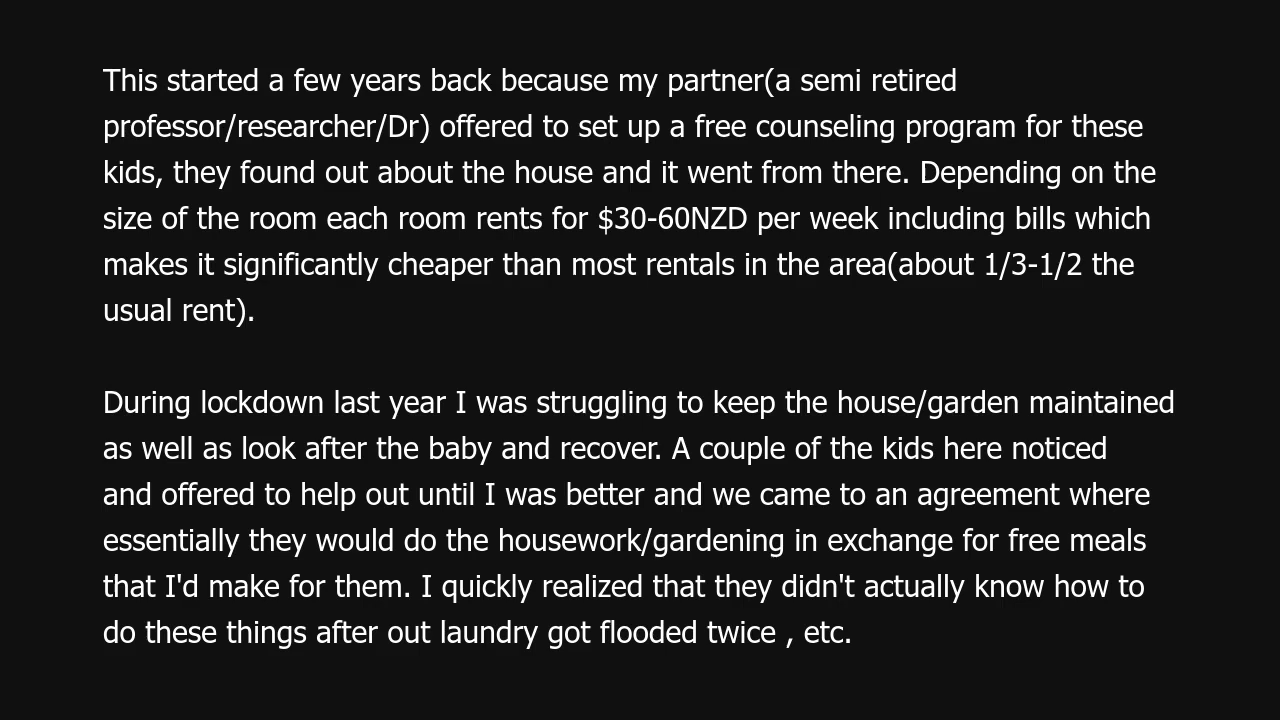 This started a few years back because my partner(a semi retired
professor/researcher/Dr) offered to set up a free counseling program for these
kids, they found out about the house and it went from there. Depending on the
size of the room each room rents for $30-60NZD per week including bills which
makes it significantly cheaper than most rentals in the area(about 1/3-1/2 the
usual rent).
During lockdown last year I was struggling to keep the house/garden maintained
as well as look after the baby and recover. A couple of the kids here noticed
and offered to help out until I was better and we came to an agreement where
essentially they would do the housework/gardening in exchange for free meals
that I'd make for them. I quickly realized that they didn't actually know how to
do these things after out laundry got flooded twice , etc.